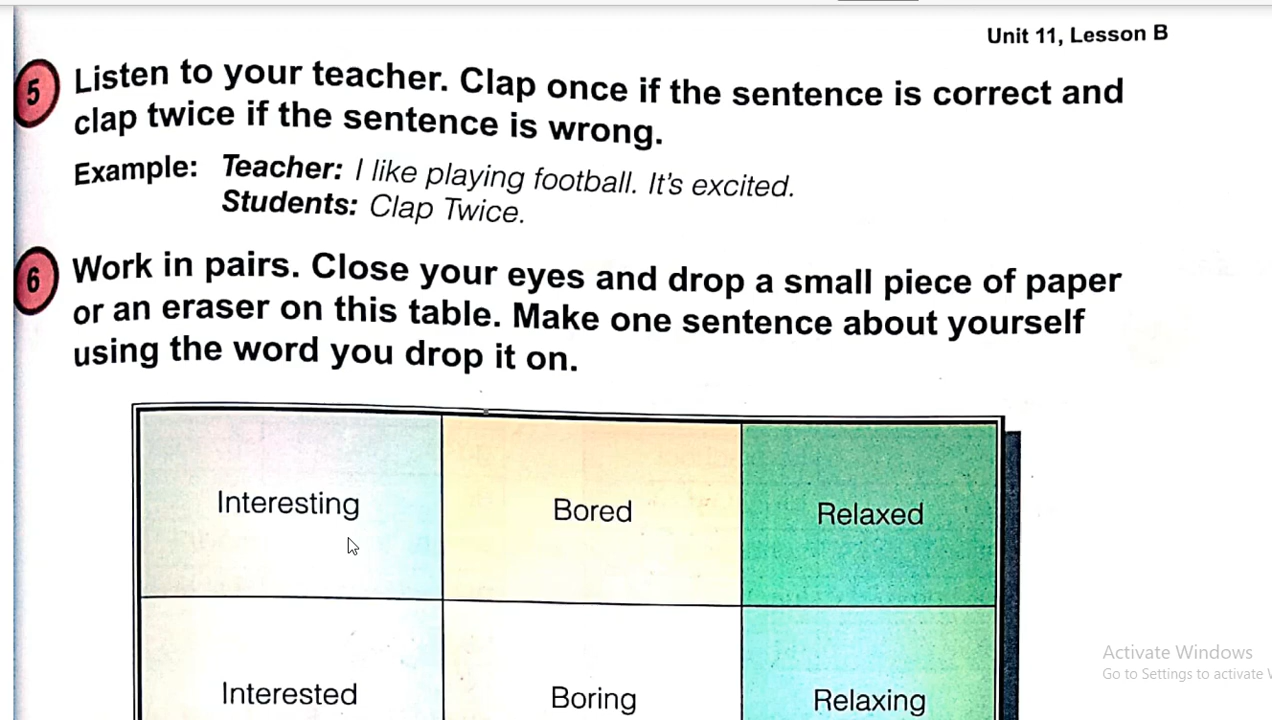 Unit 11, Lesson B
5 Listen to your teacher. Clap once if the sentence is correct and
clap twice if the sentence is wrong.
Example: Teacher: I like playing football. It's excited.
Students: Clap Twice.
6 Work in pairs. Close your eyes and drop a small piece of paper
or an eraser on this table. Make one sentence about yourself
using the word you drop it on.
Interesting Bored Relaxed
Interested Boring Relaxing
Activate Windows
Go to Settings to activate